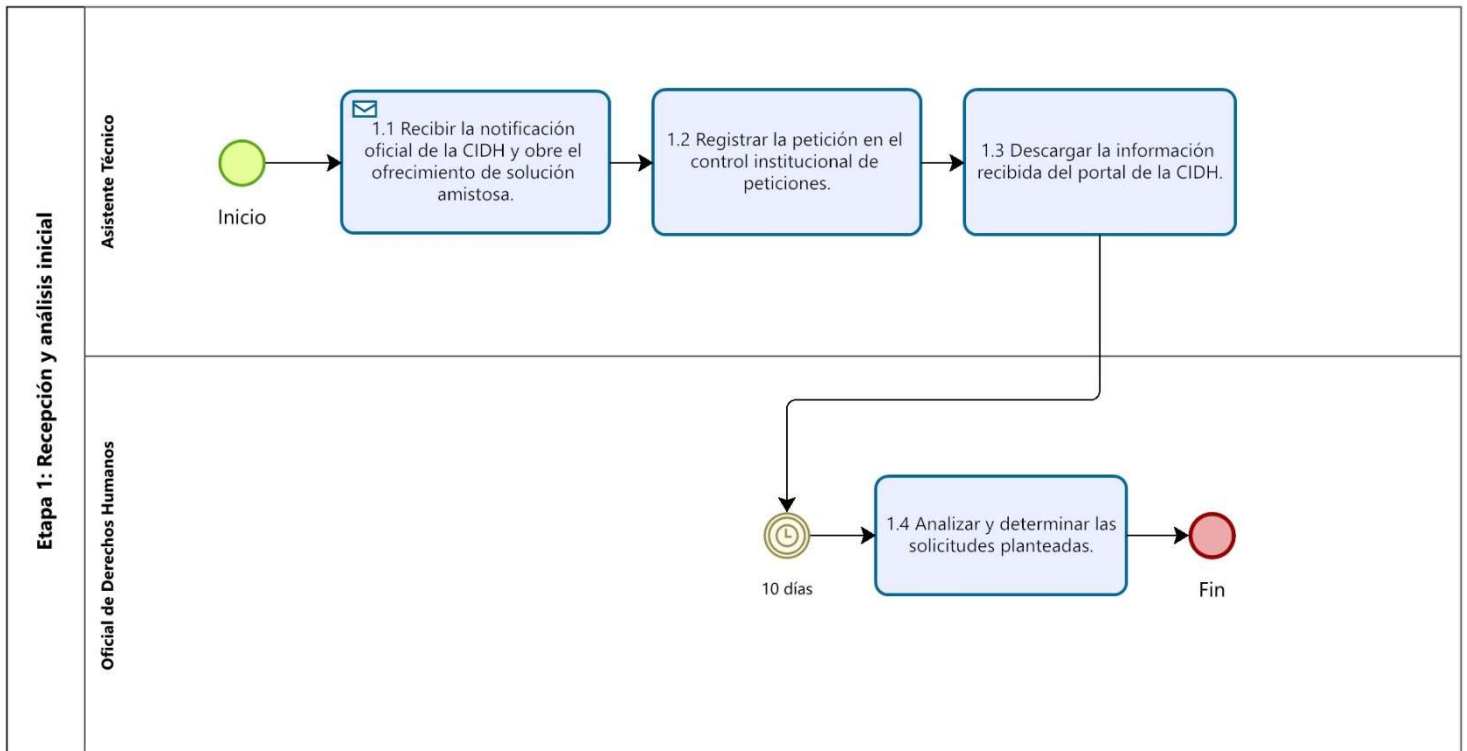 Etapa 1: Recepción y análisis inicial
Asistente Técnico
Inicio
1.1 Recibir la notificación
oficial de la CIDH y obre el
ofrecimiento de solución
amistosa.
1.2 Registrar la petición en el
control institucional de
peticiones.
1.3 Descargar la información
recibida del portal de la CIDH.
Oficial de Derechos Humanos
10 días
1.4 Analizar y determinar las
solicitudes planteadas.
Fin